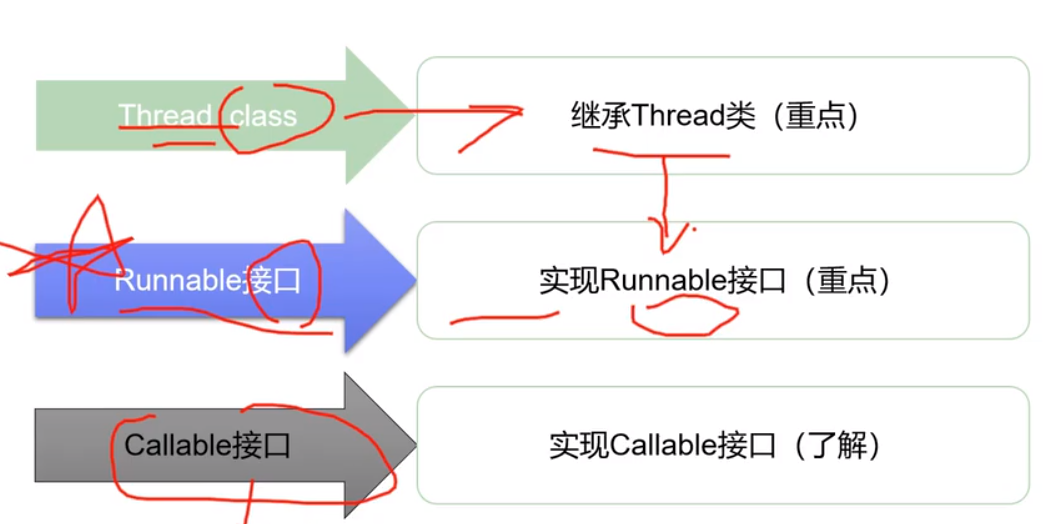 Thread class
继承Thread类（重点）
Runnable接口
实现Runnable接口（重点）
Callable接口
实现Callable接口（了解）